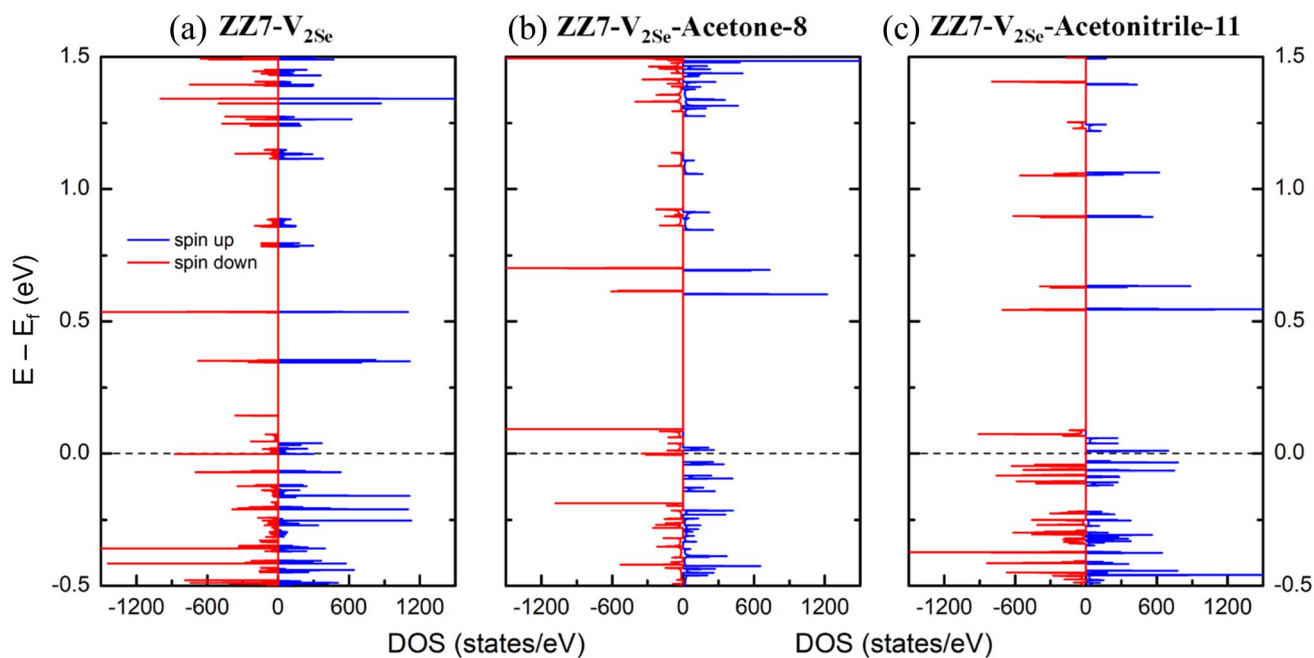 (a) ZZ7-V2Se
(b) ZZ7-V2Se-Acetone-8
(c) ZZ7-V2Se-Acetonitrile-11
1.5
1.0
0.5
0.0
-0.5
E – Ef (eV)
spin up
spin down
1.5
1.0
0.5
0.0
-0.5
-1200 -600 0 600 1200
-1200 -600 0 600 1200
-1200 -600 0 600 1200
DOS (states/eV)
DOS (states/eV)